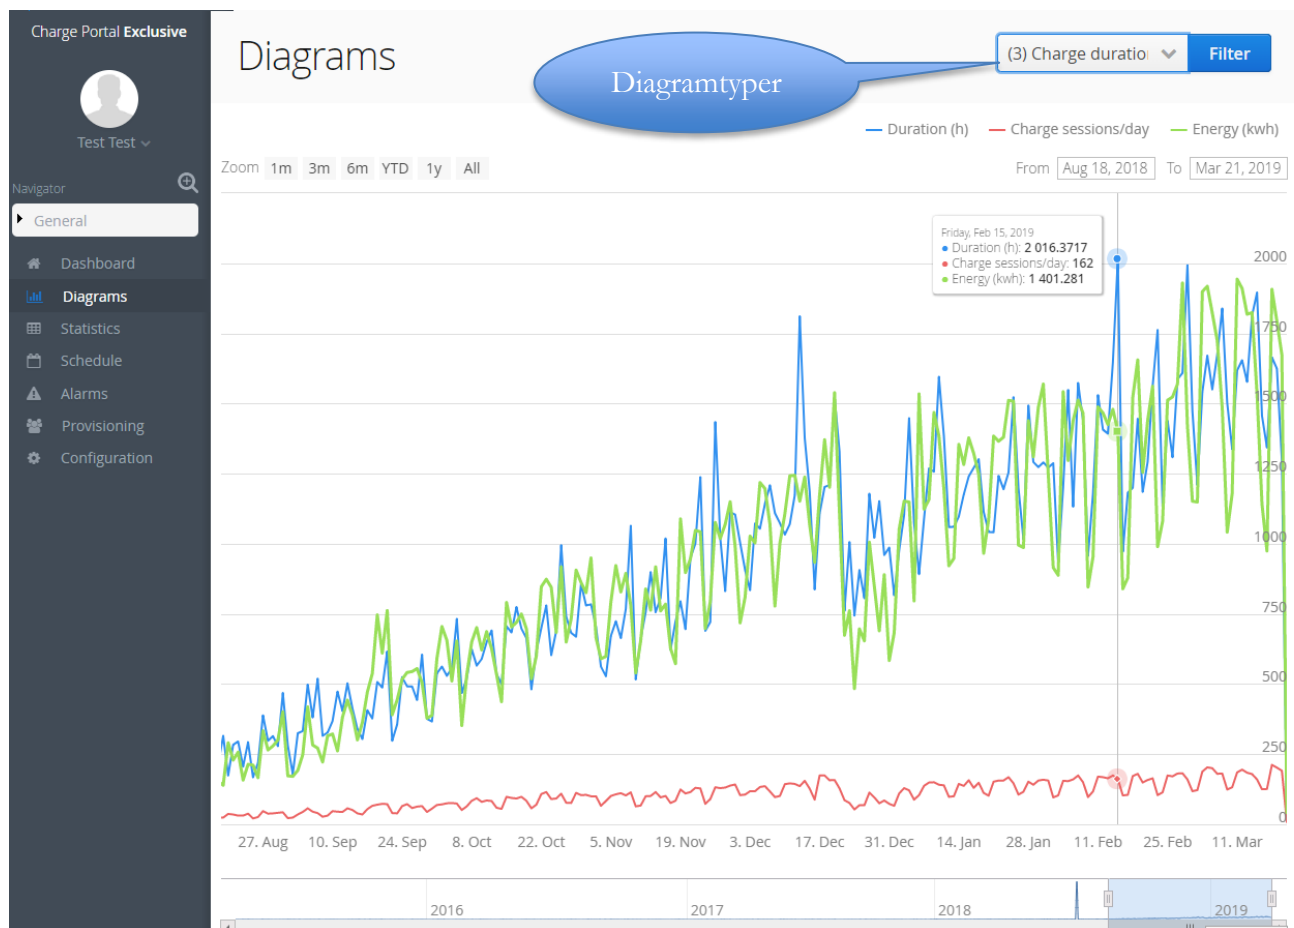 Charge Portal Exclusive
Test Test
Navigator
General
Dashboard
Diagrams
Statistics
Schedule
Alarms
Provisioning
Configuration
Diagrams
Diagramtyper
(3) Charge duratio
Filter
Duration (h)
Charge sessions/day
Energy (kwh)
Zoom 1m 3m 6m YTD 1y All
From Aug 18, 2018 To Mar 21, 2019
Friday, Feb 15, 2019
Duration (h): 2 016.3717
Charge sessions/day: 162
Energy (kwh): 1 401.281
2000
1750
1500
1250
1000
750
500
250
0
27. Aug 10. Sep 24. Sep 8. Oct 22. Oct 5. Nov 19. Nov 3. Dec 17. Dec 31. Dec 14. Jan 28. Jan 11. Feb 25. Feb 11. Mar
2016 2017 2018 2019